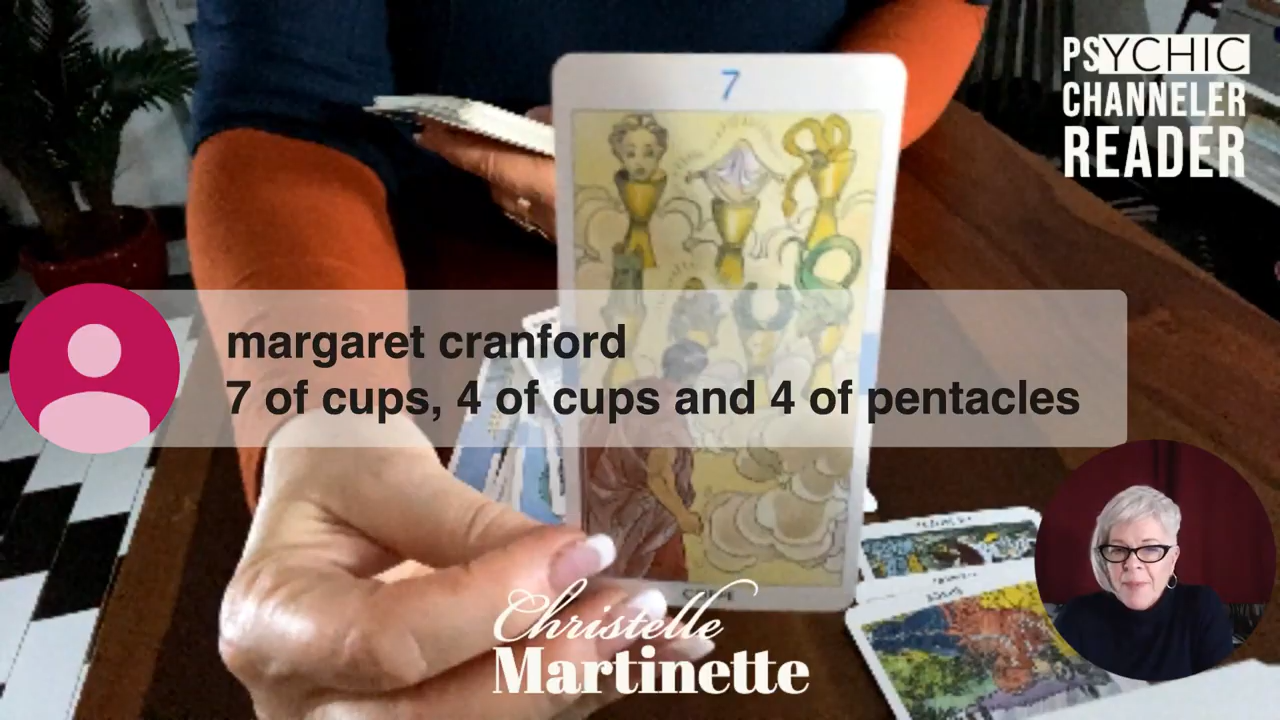 7
PSYCHIC
CHANNELER
READER
margaret cranford
7 of cups, 4 of cups and 4 of pentacles
Christelle
Martinette